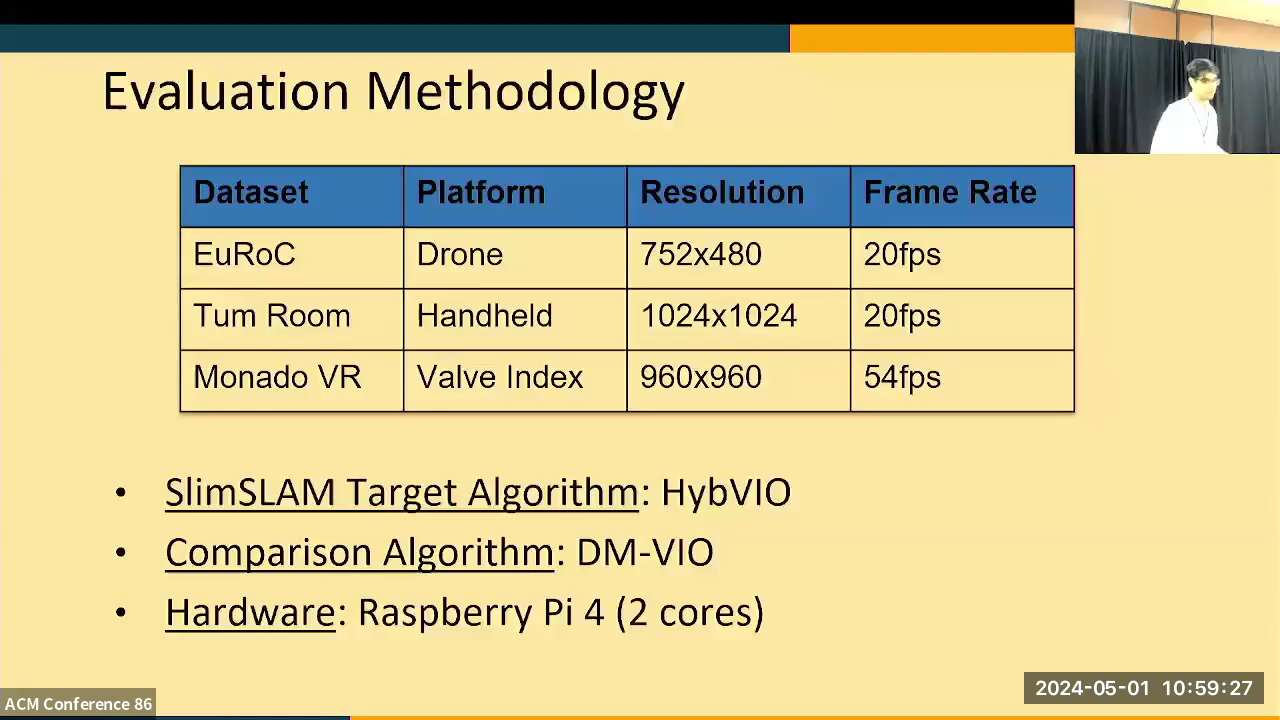 Evaluation Methodology
Dataset Platform Resolution Frame Rate
EuRoC Drone 752x480 20fps
Tum Room Handheld 1024x1024 20fps
Monado VR Valve Index 960x960 54fps
• SlimSLAM Target Algorithm: HybVIO
• Comparison Algorithm: DM-VIO
• Hardware: Raspberry Pi 4 (2 cores)
2024-05-01 10:59:27
ACM Conference 86